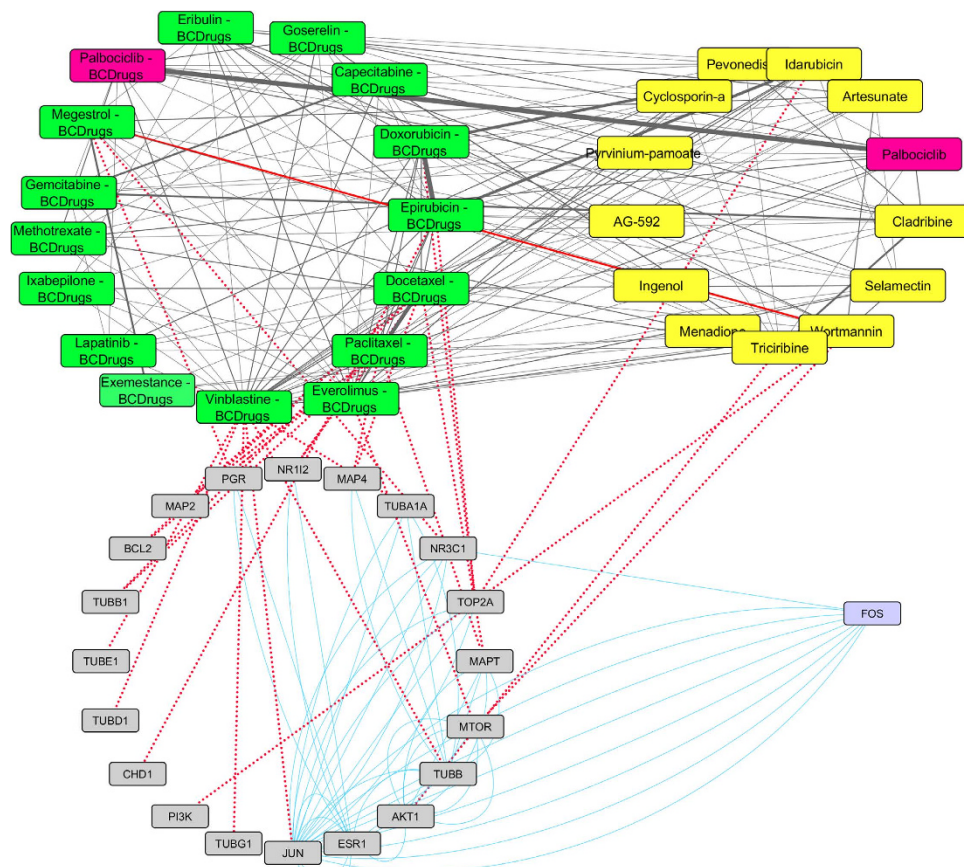 Eribulin -
BCDrugs
Goserelin -
BCDrugs
Palbociclib -
BCDrugs
Capecitabine -
BCDrugs
Pevonedis
Idarubicin
Cyclosporin-a
Artesunate
Megestrol -
BCDrugs
Doxorubicin -
BCDrugs
Pyrvinium-pamoate
Palbociclib
Gemcitabine -
BCDrugs
Epirubicin -
BCDrugs
AG-592
Cladribine
Methotrexate -
BCDrugs
Ixabepilone -
BCDrugs
Docetaxel -
BCDrugs
Ingenol
Selamectin
Lapatinib -
BCDrugs
Paclitaxel -
BCDrugs
Menadione
Wortmannin
Triciribine
Exemestance -
BCDrugs
Vinblastine -
BCDrugs
Everolimus -
BCDrugs
PGR
NR1I2
MAP4
MAP2
TUBA1A
BCL2
NR3C1
TUBB1
TOP2A
FOS
TUBE1
MAPT
TUBD1
MTOR
CHD1
TUBB
PI3K
AKT1
TUBG1
JUN
ESR1